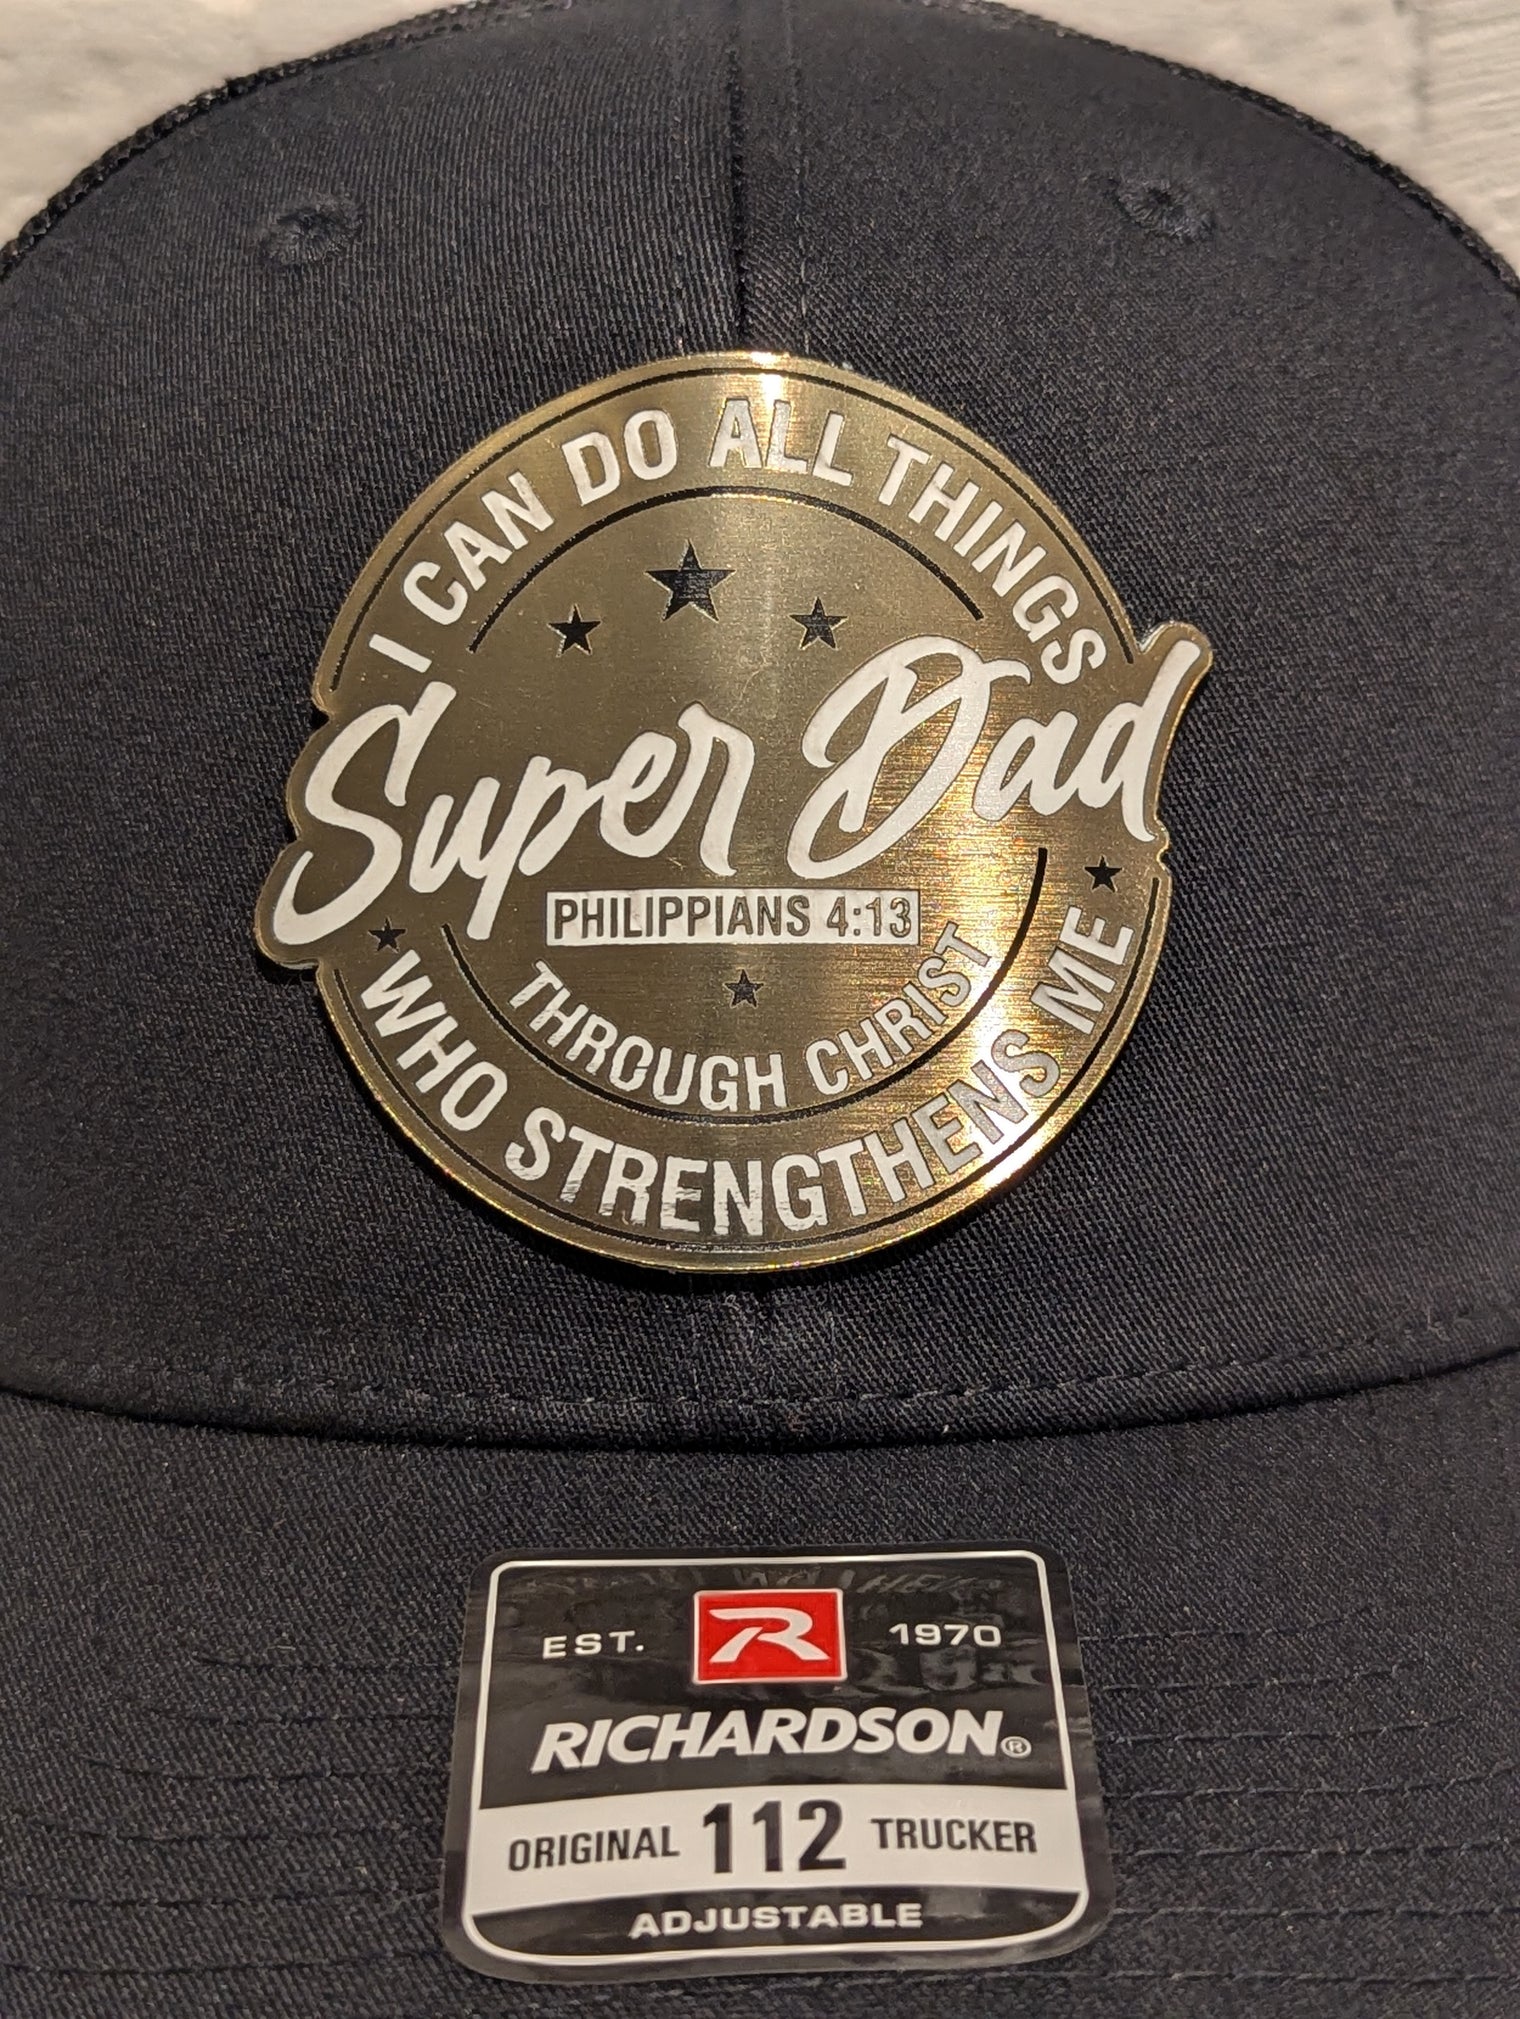 I CAN DO ALL THINGS
Super Dad
PHILIPPIANS 4:13
THROUGH CHRIST
WHO STRENGTHENS ME
EST. R 1970
RICHARDSON®
ORIGINAL 112 TRUCKER
ADJUSTABLE